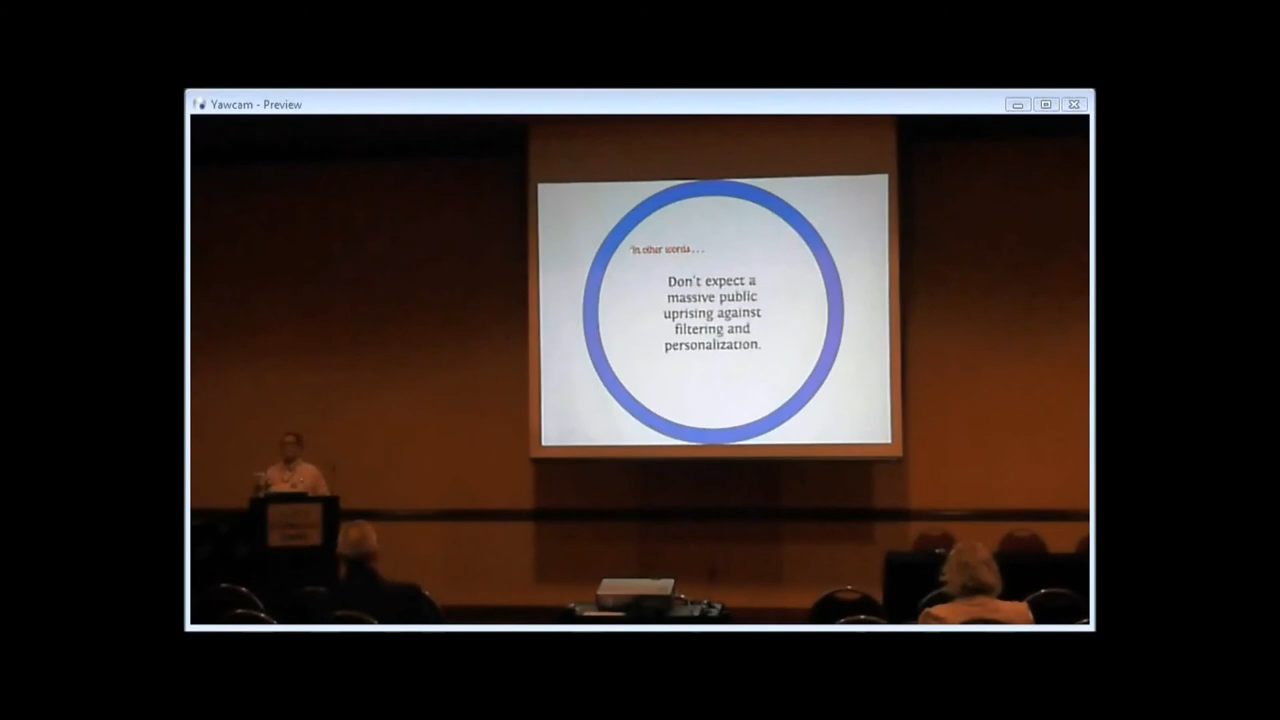 Yawcam - Preview
In other words...
Don't expect a
massive public
uprising against
filtering and
personalization.